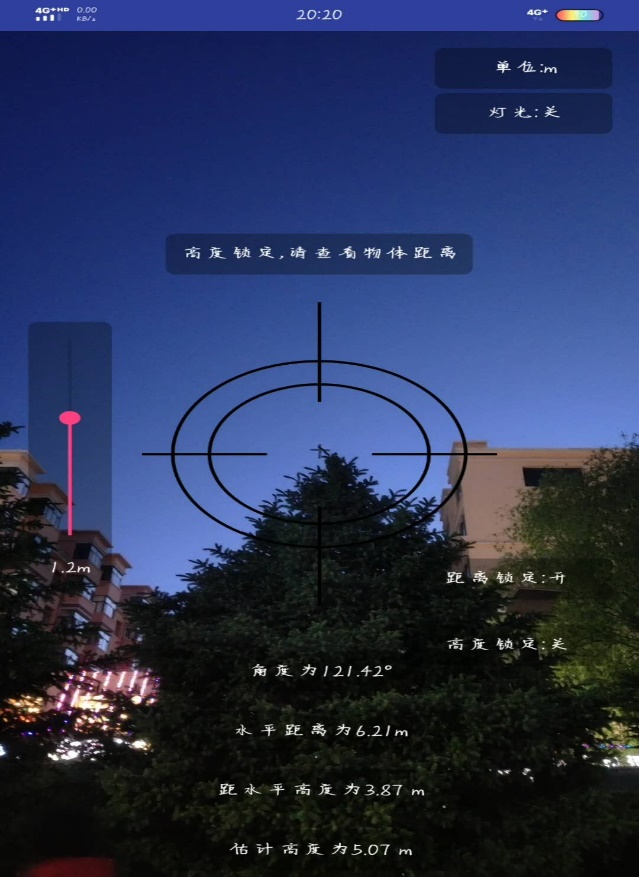 4G+HD 0.00 KB/s 20:20 4G+
单位:m
灯光:关
高度锁定,请查看物体距离
1.2m
距离锁定:开
高度锁定:关
角度为121.42°
水平距离为6.21m
距水平高度为3.87 m
估计高度为5.07 m